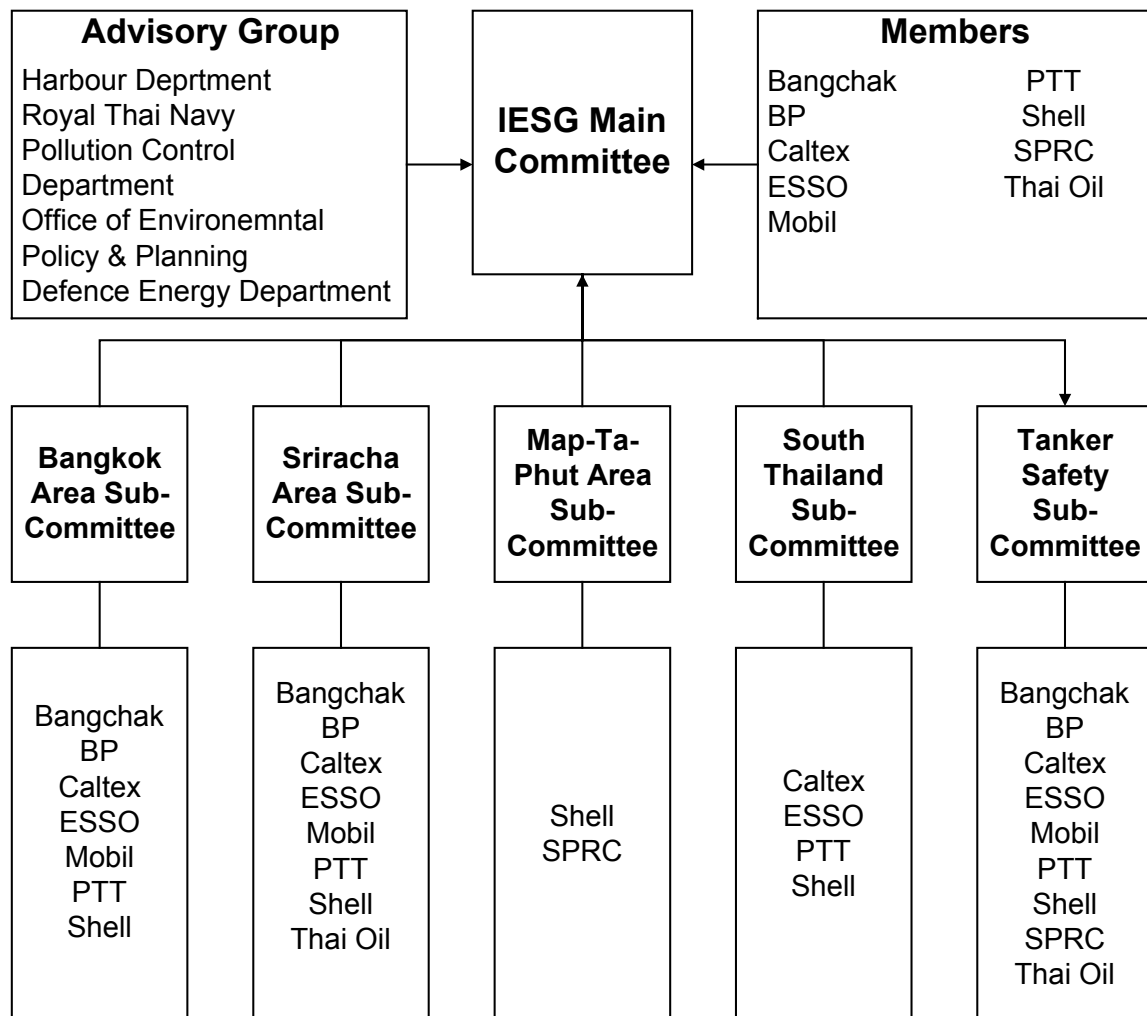 Advisory Group
Harbour Deprtment
Royal Thai Navy
Pollution Control
Department
Office of Environemntal
Policy & Planning
Defence Energy Department
IESG Main
Committee
Members
Bangchak
BP
Caltex
ESSO
Mobil
PTT
Shell
SPRC
Thai Oil
Bangkok
Area Sub-
Committee
Sriracha
Area Sub-
Committee
Map-Ta-
Phut Area
Sub-
Committee
South
Thailand
Sub-
Committee
Tanker
Safety
Sub-
Committee
Bangchak
BP
Caltex
ESSO
Mobil
PTT
Shell
Bangchak
BP
Caltex
ESSO
Mobil
PTT
Shell
Thai Oil
Shell
SPRC
Caltex
ESSO
PTT
Shell
Bangchak
BP
Caltex
ESSO
Mobil
PTT
Shell
SPRC
Thai Oil